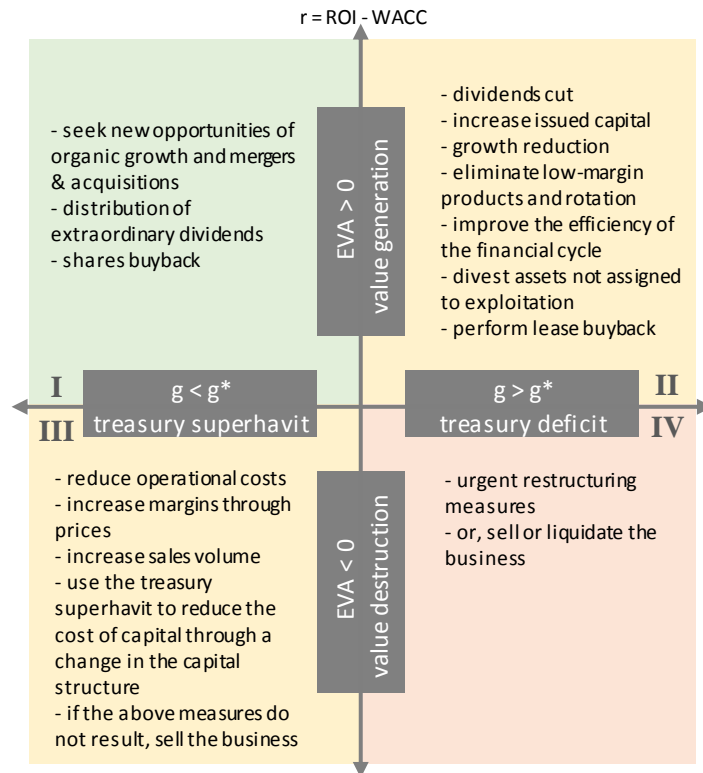 r = ROI - WACC
- seek new opportunities of
organic growth and mergers
& acquisitions
- distribution of
extraordinary dividends
- shares buyback
EVA > 0
value generation
- dividends cut
- increase issued capital
- growth reduction
- eliminate low-margin
products and rotation
- improve the efficiency of
the financial cycle
- divest assets not assigned
to exploitation
- perform lease buyback
I
g < g*
treasury superhavit
g > g*
treasury deficit
II
III
IV
- reduce operational costs
- increase margins through
prices
- increase sales volume
- use the treasury
superhavit to reduce the
cost of capital through a
change in the capital
structure
- if the above measures do
not result, sell the business
EVA < 0
value destruction
- urgent restructuring
measures
- or, sell or liquidate the
business